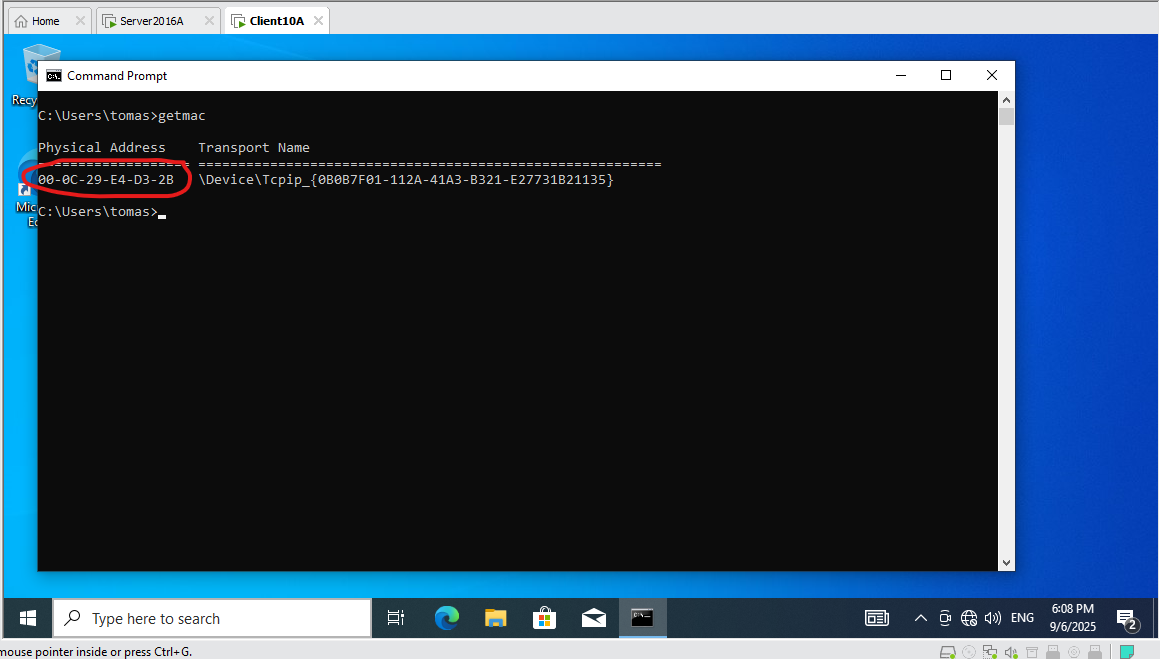 Home
Server2016A
Client10A
Recy
Command Prompt
C:\Users\tomas>getmac
Physical Address Transport Name
=================== ==========================================================
00-0C-29-E4-D3-2B \Device\Tcpip_{0B0B7F01-112A-41A3-B321-E27731B21135}
C:\Users\tomas>_
Mic
Ed
Type here to search
ENG
6:08 PM
9/6/2025
2
mouse pointer inside or press Ctrl+G.